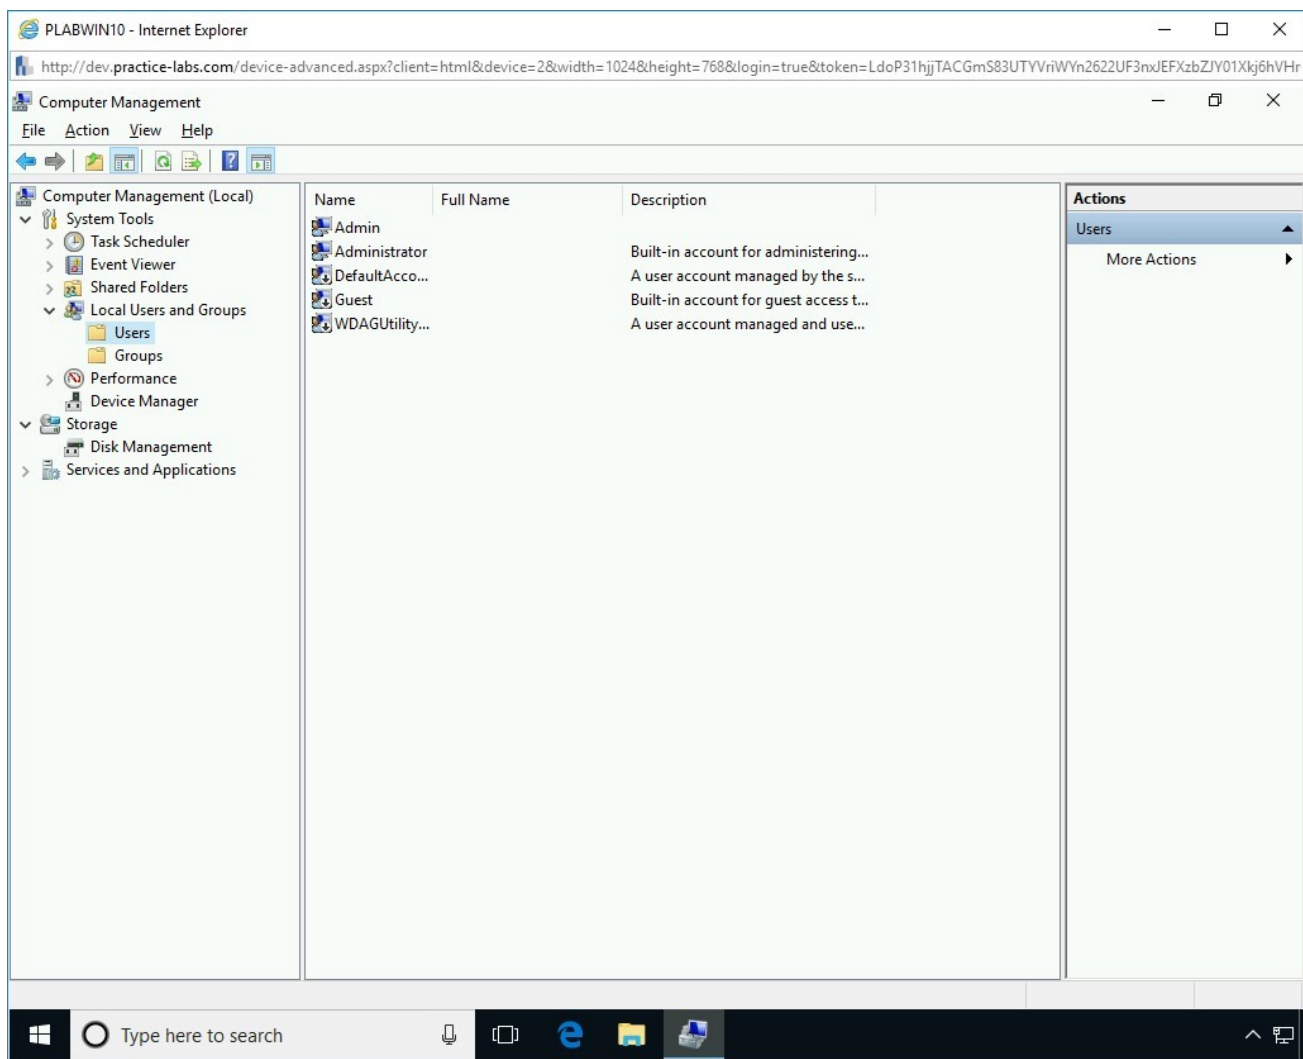 PLABWIN10 - Internet Explorer
http://dev.practice-labs.com/device-advanced.aspx?client=html&device=2&width=1024&height=768&login=true&token=LdoP31hjjTACGmS83UTYVriWYn2622UF3nxJEFXzbZJY01Xkj6hVHr
Computer Management
File Action View Help
Computer Management (Local)
System Tools
Task Scheduler
Event Viewer
Shared Folders
Local Users and Groups
Users
Groups
Performance
Device Manager
Storage
Disk Management
Services and Applications
Name Full Name Description
Admin
Administrator Built-in account for administering...
DefaultAcco... A user account managed by the s...
Guest Built-in account for guest access t...
WDAGUtility... A user account managed and use...
Actions
Users
More Actions
Type here to search